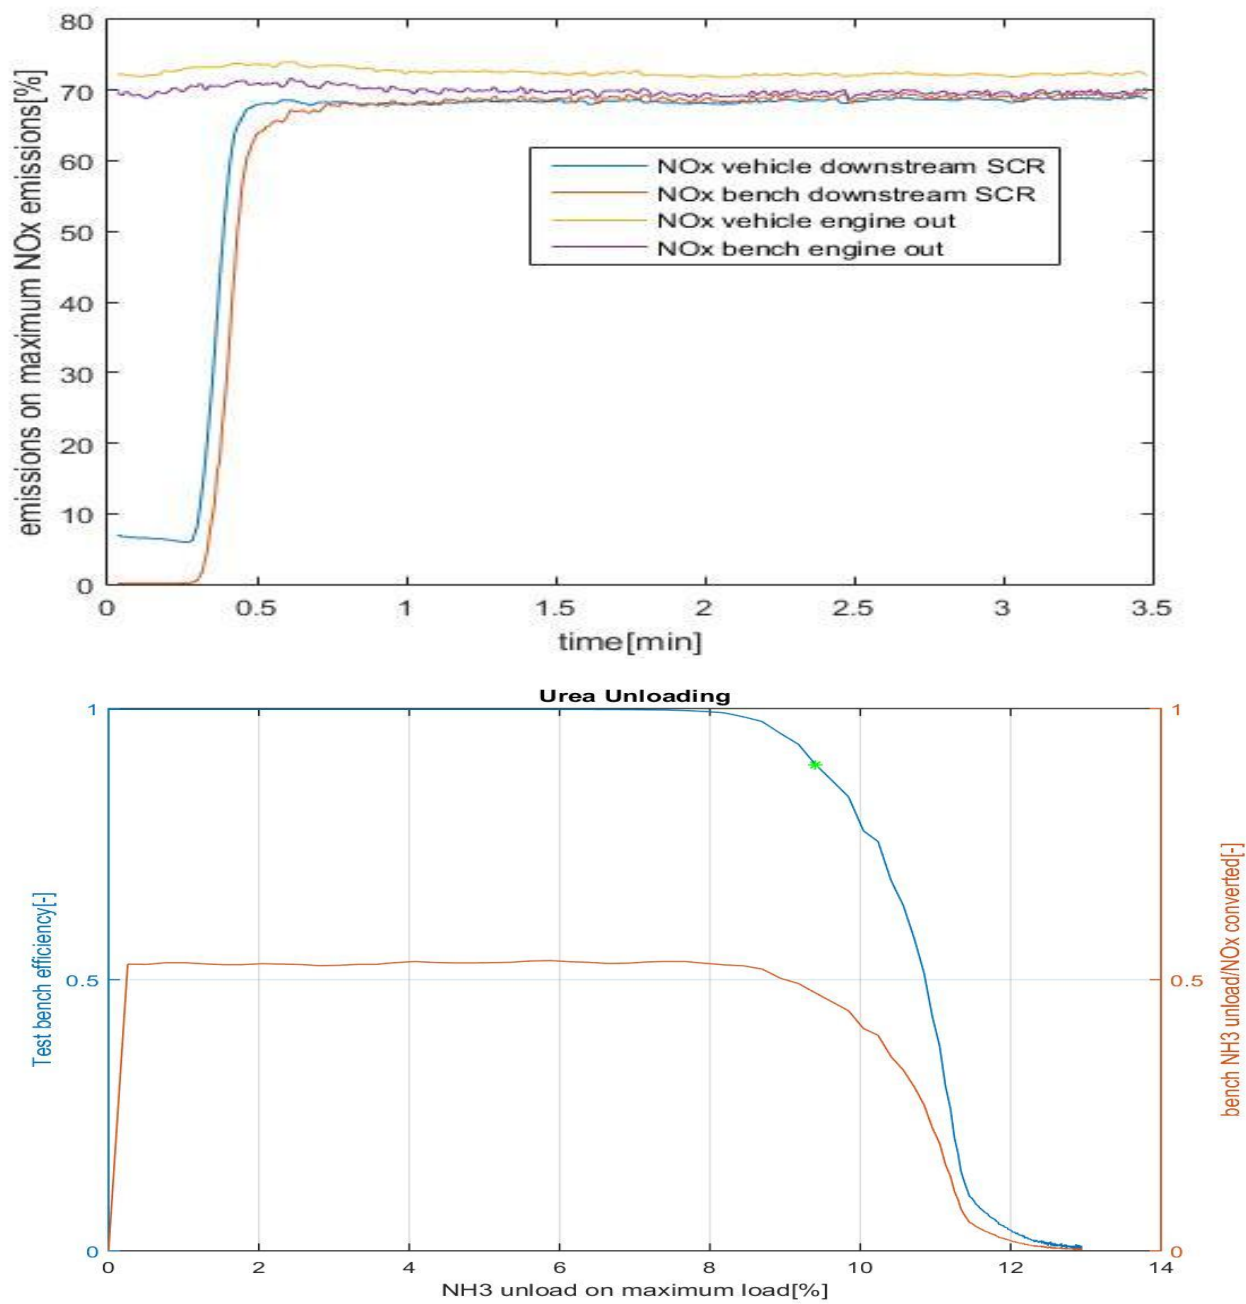 80
70
60
50
40
30
20
10
0
emissions on maximum NOx emissions[%]
NOx vehicle downstream SCR
NOx bench downstream SCR
NOx vehicle engine out
NOx bench engine out
0 0.5 1 1.5 2 2.5 3 3.5
time[min]
Urea Unloading
1
0.5
0
Test bench efficiency[-]
1
0.5
0
bench NH3 unload/NOx converted[-]
0 2 4 6 8 10 12 14
NH3 unload on maximum load[%]